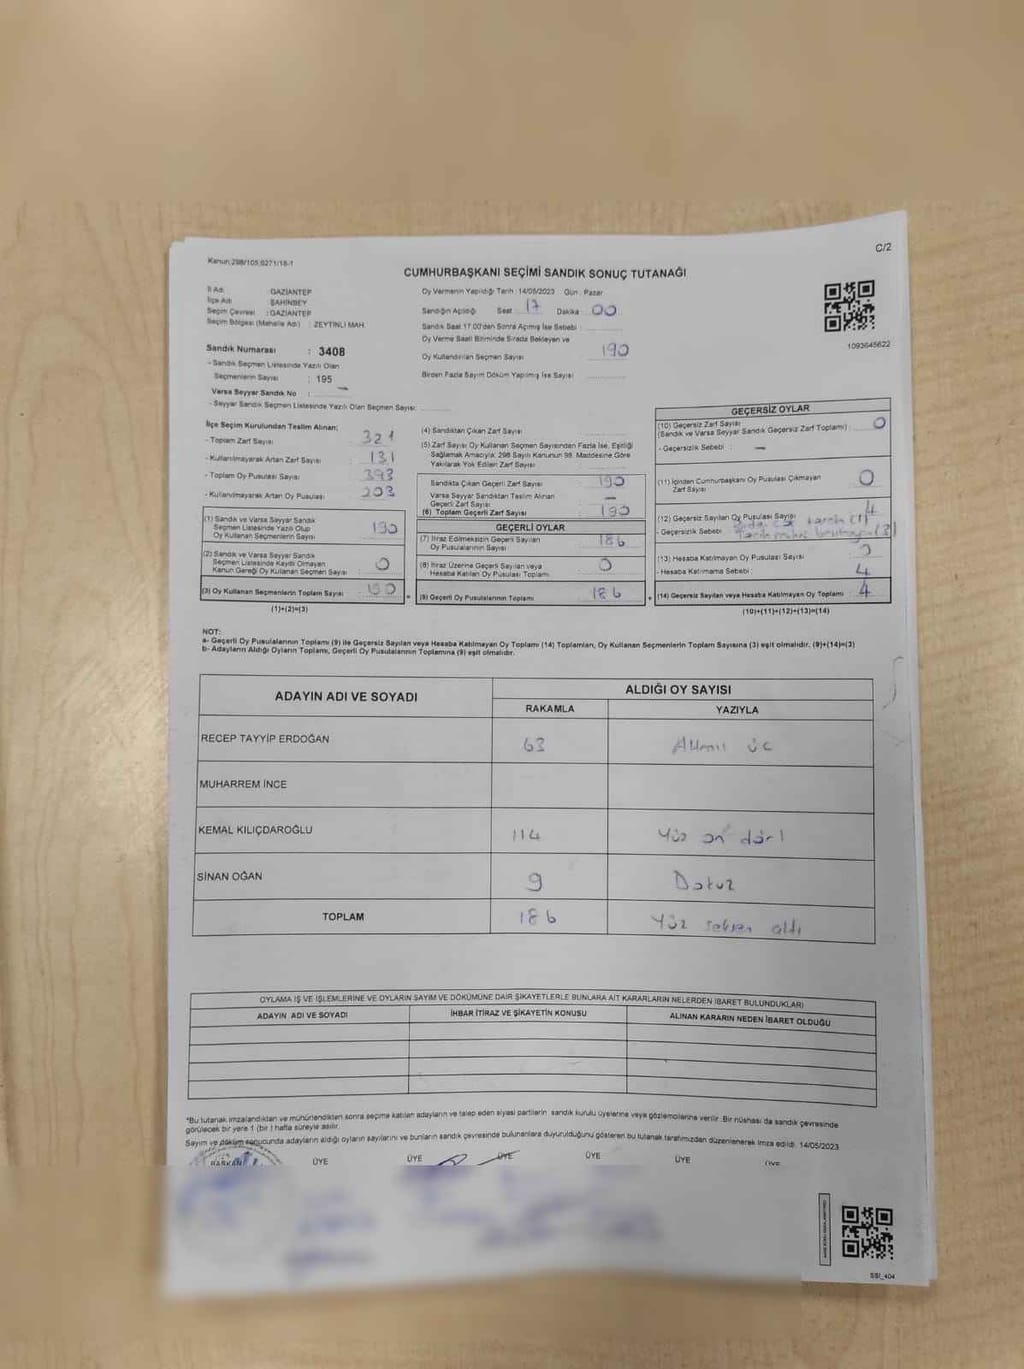 Kanun:298/105,6271/18-1
C/2
CUMHURBAŞKANI SEÇİMİ SANDIK SONUÇ TUTANAĞI
İl Adı : GAZİANTEP
İlçe Adı : ŞAHİNBEY
Seçim Çevresi : GAZİANTEP
Seçim Bölgesi (Mahalle Adı) : ZEYTİNLİ MAH.
Sandık Numarası : 3408
- Sandık Seçmen Listesinde Yazılı Olan
Seçmenlerin Sayısı : 195
Varsa Seyyar Sandık No : —
- Seyyar Sandık Seçmen Listesinde Yazılı Olan Seçmen Sayısı:
Oy Vermenin Yapıldığı Tarih : 14/05/2023 Gün : Pazar
Sandığın Açıldığı Saat 17 Dakika 00
Sandık Saat 17:00'den Sonra Açılmış İse Sebebi :
Oy Verme Saati Bitiminde Sırada Bekleyen ve
Oy Kullandırılan Seçmen Sayısı 190
Birden Fazla Sayım Döküm Yapılmış İse Sayısı
1093645622
İlçe Seçim Kurulundan Teslim Alınan;
- Toplam Zarf Sayısı : 321
- Kullanılmayarak Artan Zarf Sayısı : 131
- Toplam Oy Pusulası Sayısı : 393
- Kullanılmayarak Artan Oy Pusulası : 203
(1) Sandık ve Varsa Seyyar Sandık
Seçmen Listesinde Yazılı Olup
Oy Kullanan Seçmenlerin Sayısı 190
(2) Sandık ve Varsa Seyyar Sandık
Seçmen Listesinde Kayıtlı Olmayan
Kanun Gereği Oy Kullanan Seçmen Sayısı 0
(3) Oy Kullanan Seçmenlerin Toplam Sayısı : 190
(1)+(2)=(3)
(4) Sandıktan Çıkan Zarf Sayısı :
(5) Zarf Sayısı Oy Kullanan Seçmen Sayısından Fazla İse, Eşitliği
Sağlamak Amacıyla; 298 Sayılı Kanunun 98. Maddesine Göre
Yakılarak Yok Edilen Zarf Sayısı :
Sandıkta Çıkan Geçerli Zarf Sayısı : 190
Varsa Seyyar Sandıktan Teslim Alınan
Geçerli Zarf Sayısı : —
(6) Toplam Geçerli Zarf Sayısı : 190
GEÇERLİ OYLAR
(7) İtiraz Edilmeksizin Geçerli Sayılan
Oy Pusulalarının Sayısı : 186
(8) İtiraz Üzerine Geçerli Sayılan veya
Hesaba Katılan Oy Pusulası Toplamı : 0
(9) Geçerli Oy Pusulalarının Toplamı : 186
GEÇERSİZ OYLAR
(10) Geçersiz Zarf Sayısı
(Sandık ve Varsa Seyyar Sandık Geçersiz Zarf Toplamı) : 0
- Geçersizlik Sebebi : —
(11) İçinden Cumhurbaşkanı Oy Pusulası Çıkmayan
Zarf Sayısı : 0
(12) Geçersiz Sayılan Oy Pusulası Sayısı : 4
- Geçersizlik Sebebi :
(13) Hesaba Katılmayan Oy Pusulası Sayısı : 0
- Hesaba Katılmama Sebebi : 4
(14) Geçersiz Sayılan veya Hesaba Katılmayan Oy Toplamı : 4
(10)+(11)+(12)+(13)=(14)
NOT:
a- Geçerli Oy Pusulalarının Toplamı (9) ile Geçersiz Sayılan veya Hesaba Katılmayan Oy Toplamı (14) Toplamları, Oy Kullanan Seçmenlerin Toplam Sayısına (3) eşit olmalıdır. (9)+(14)=(3)
b- Adayların Aldığı Oyların Toplamı, Geçerli Oy Pusulalarının Toplamına (9) eşit olmalıdır.
ADAYIN ADI VE SOYADI
ALDIĞI OY SAYISI
RAKAMLA YAZIYLA
RECEP TAYYİP ERDOĞAN 63 Altmış üç
MUHARREM İNCE
KEMAL KILIÇDAROĞLU 114 Yüz on dört
SİNAN OĞAN 9 Dokuz
TOPLAM 186 Yüz seksen altı
OYLAMA İŞ VE İŞLEMLERİNE VE OYLARIN SAYIM VE DÖKÜMÜNE DAİR ŞİKAYETLERLE BUNLARA AİT KARARLARIN NELERDEN İBARET BULUNDUKLARI
ADAYIN ADI VE SOYADI İHBAR İTİRAZ VE ŞİKAYETİN KONUSU ALINAN KARARIN NEDEN İBARET OLDUĞU
*Bu tutanak imzalandıktan ve mühürlendikten sonra seçime katılan adayların ve talep eden siyasi partilerin sandık kurulu üyelerine veya gözlemcilerine verilir. Bir nüshası da sandık çevresinde
görülecek bir yere 1 (bir) hafta süreyle asılır.
Sayım ve döküm sonucunda adayların aldığı oyların sayılarını ve bunların sandık çevresinde bulunanlara duyurulduğunu gösteren bu tutanak tarafımızdan düzenlenerek imza edildi. 14/05/2023
BAŞKAN ÜYE ÜYE ÜYE ÜYE ÜYE ÜYE
SSI_404